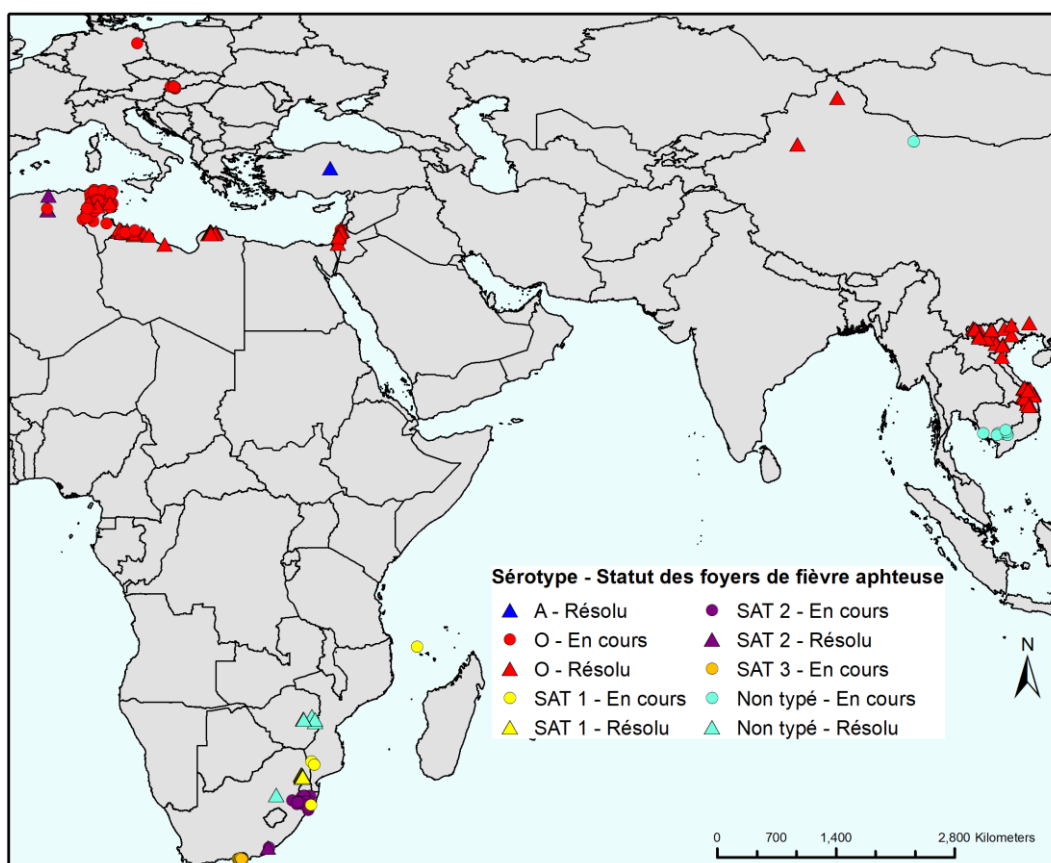 Sérotype - Statut des foyers de fièvre aphteuse
A - Résolu
O - En cours
O - Résolu
SAT 1 - En cours
SAT 1 - Résolu
SAT 2 - En cours
SAT 2 - Résolu
SAT 3 - En cours
Non typé - En cours
Non typé - Résolu
N
0 700 1,400 2,800 Kilometers